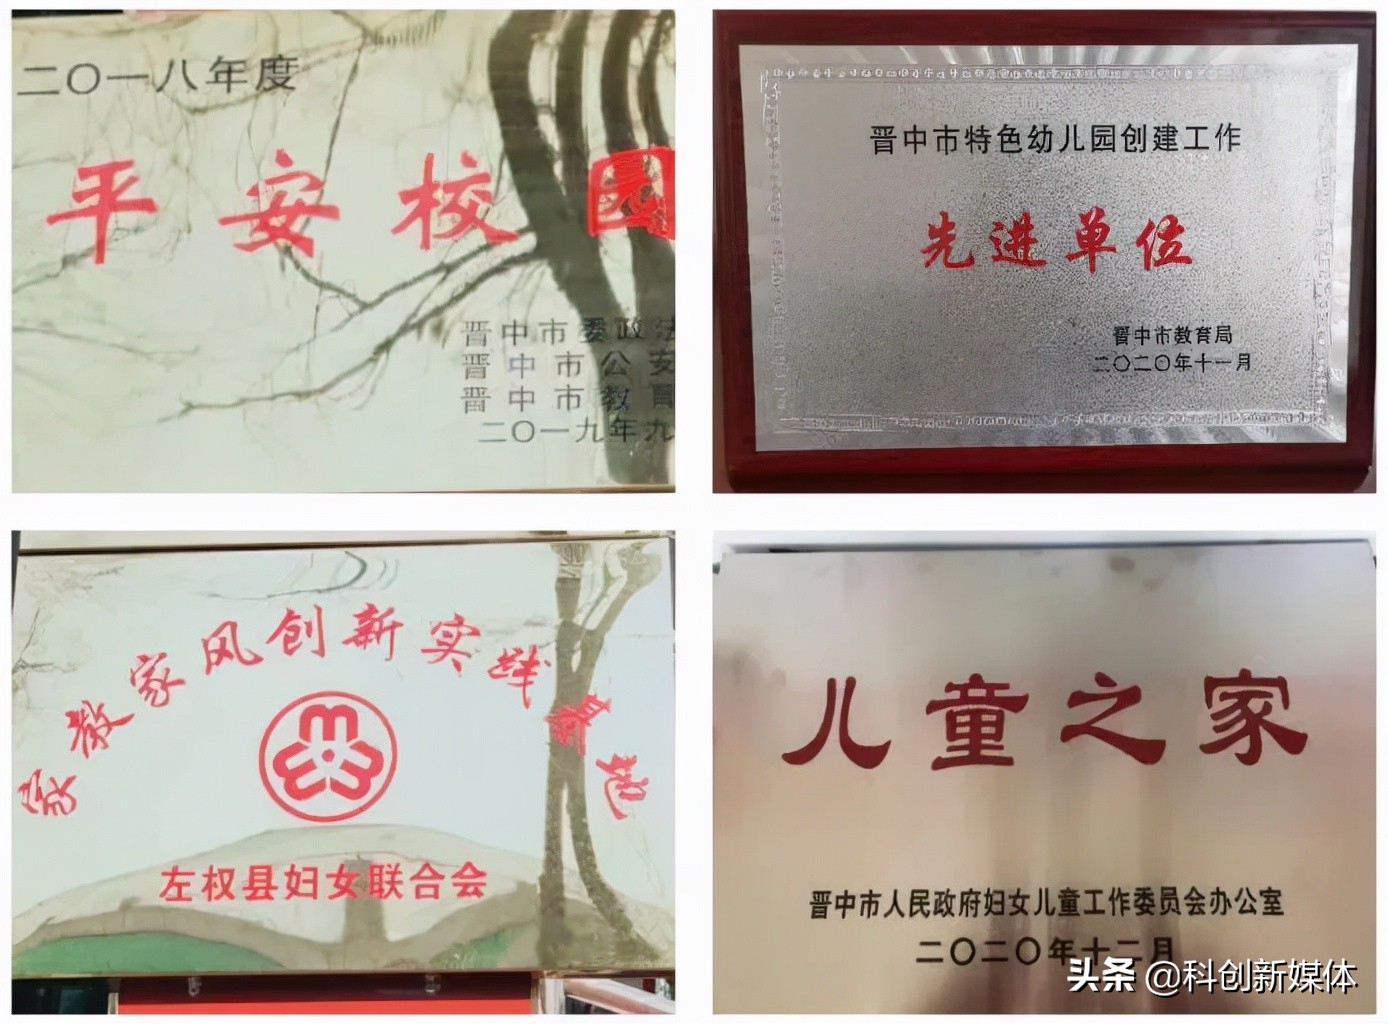 二〇一八年度
平安校园
晋中市委政法
晋中市公安
晋中市教育
二〇一九年九
晋中市特色幼儿园创建工作
先进单位
晋中市教育局
二〇二〇年十一月
家教家风创新实践基地
左权县妇女联合会
儿童之家
晋中市人民政府妇女儿童工作委员会办公室
二〇二〇年十二月
头条 @科创新媒体